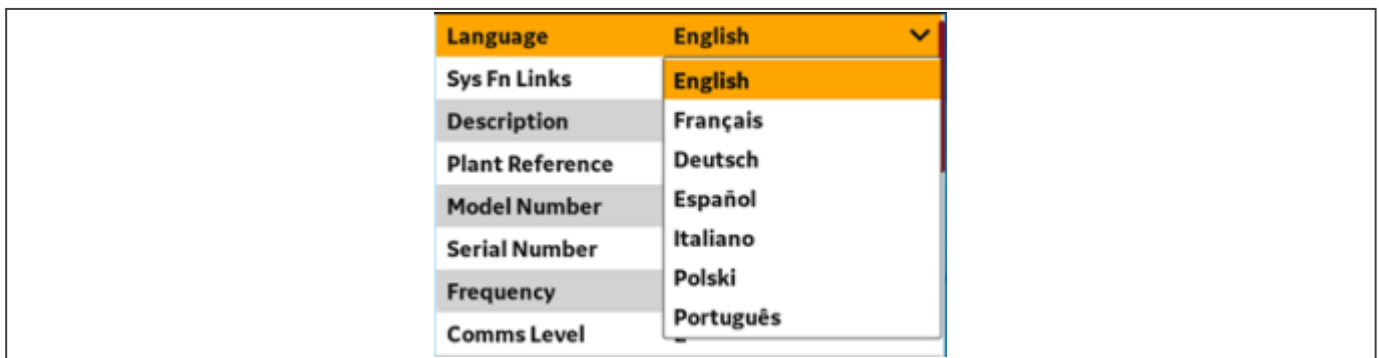 Language English
Sys Fn Links English
Description Français
Plant Reference Deutsch
Model Number Español
Serial Number Italiano
Frequency Polski
Comms Level Português